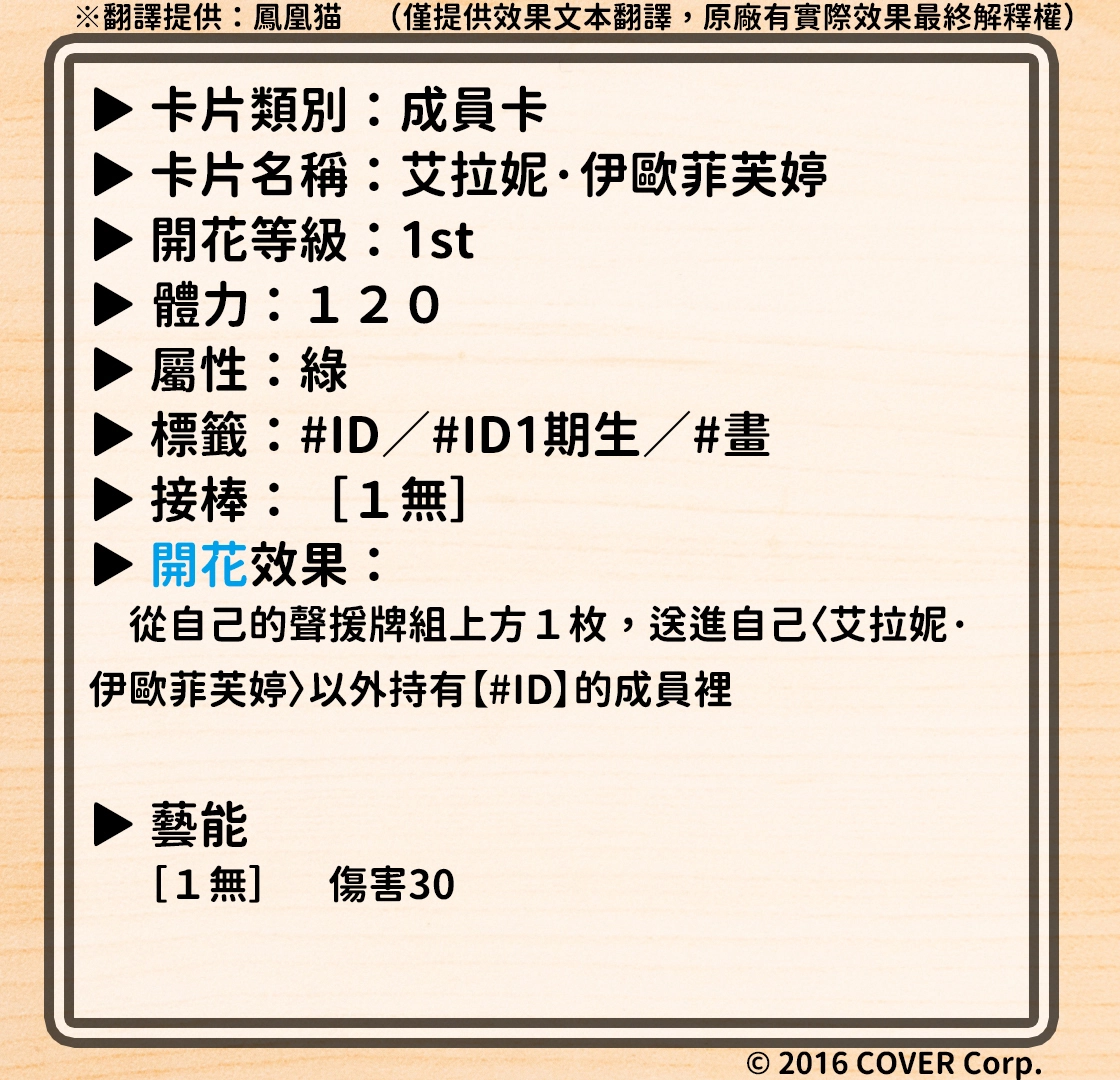 ※翻譯提供：鳳凰猫　（僅提供效果文本翻譯，原廠有實際效果最終解釋權）
▶ 卡片類別：成員卡
▶ 卡片名稱：艾拉妮·伊歐菲芙婷
▶ 開花等級：1st
▶ 體力：１２０
▶ 屬性：綠
▶ 標籤：#ID／#ID1期生／#畫
▶ 接棒：［１無］
▶ 開花效果：
從自己的聲援牌組上方１枚，送進自己〈艾拉妮·
伊歐菲芙婷〉以外持有【#ID】的成員裡
▶ 藝能
［１無］　傷害30
© 2016 COVER Corp.